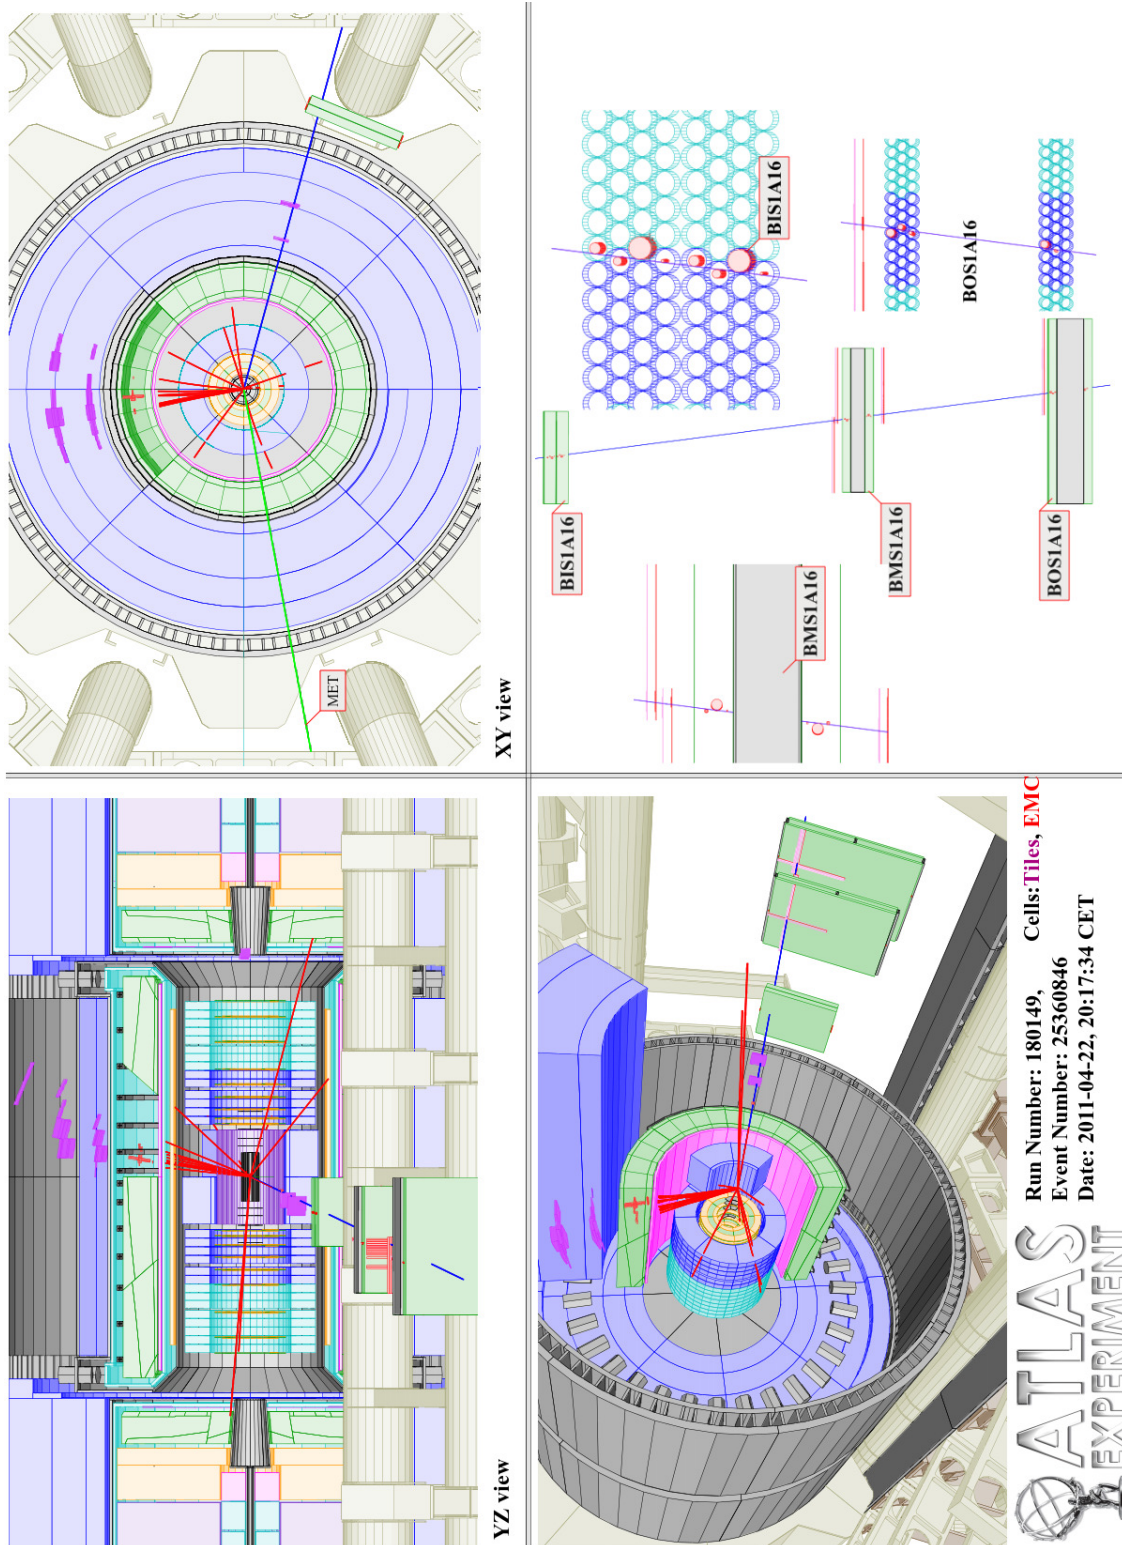 XY view
MET
BIS1A16
BOS1A16
BIS1A16
BMS1A16
BMS1A16
BOS1A16
YZ view
Run Number: 180149,
Event Number: 25360846
Date: 2011-04-22, 20:17:34 CET
Cells:Tiles, EMC
ATLAS
EXPERIMENT